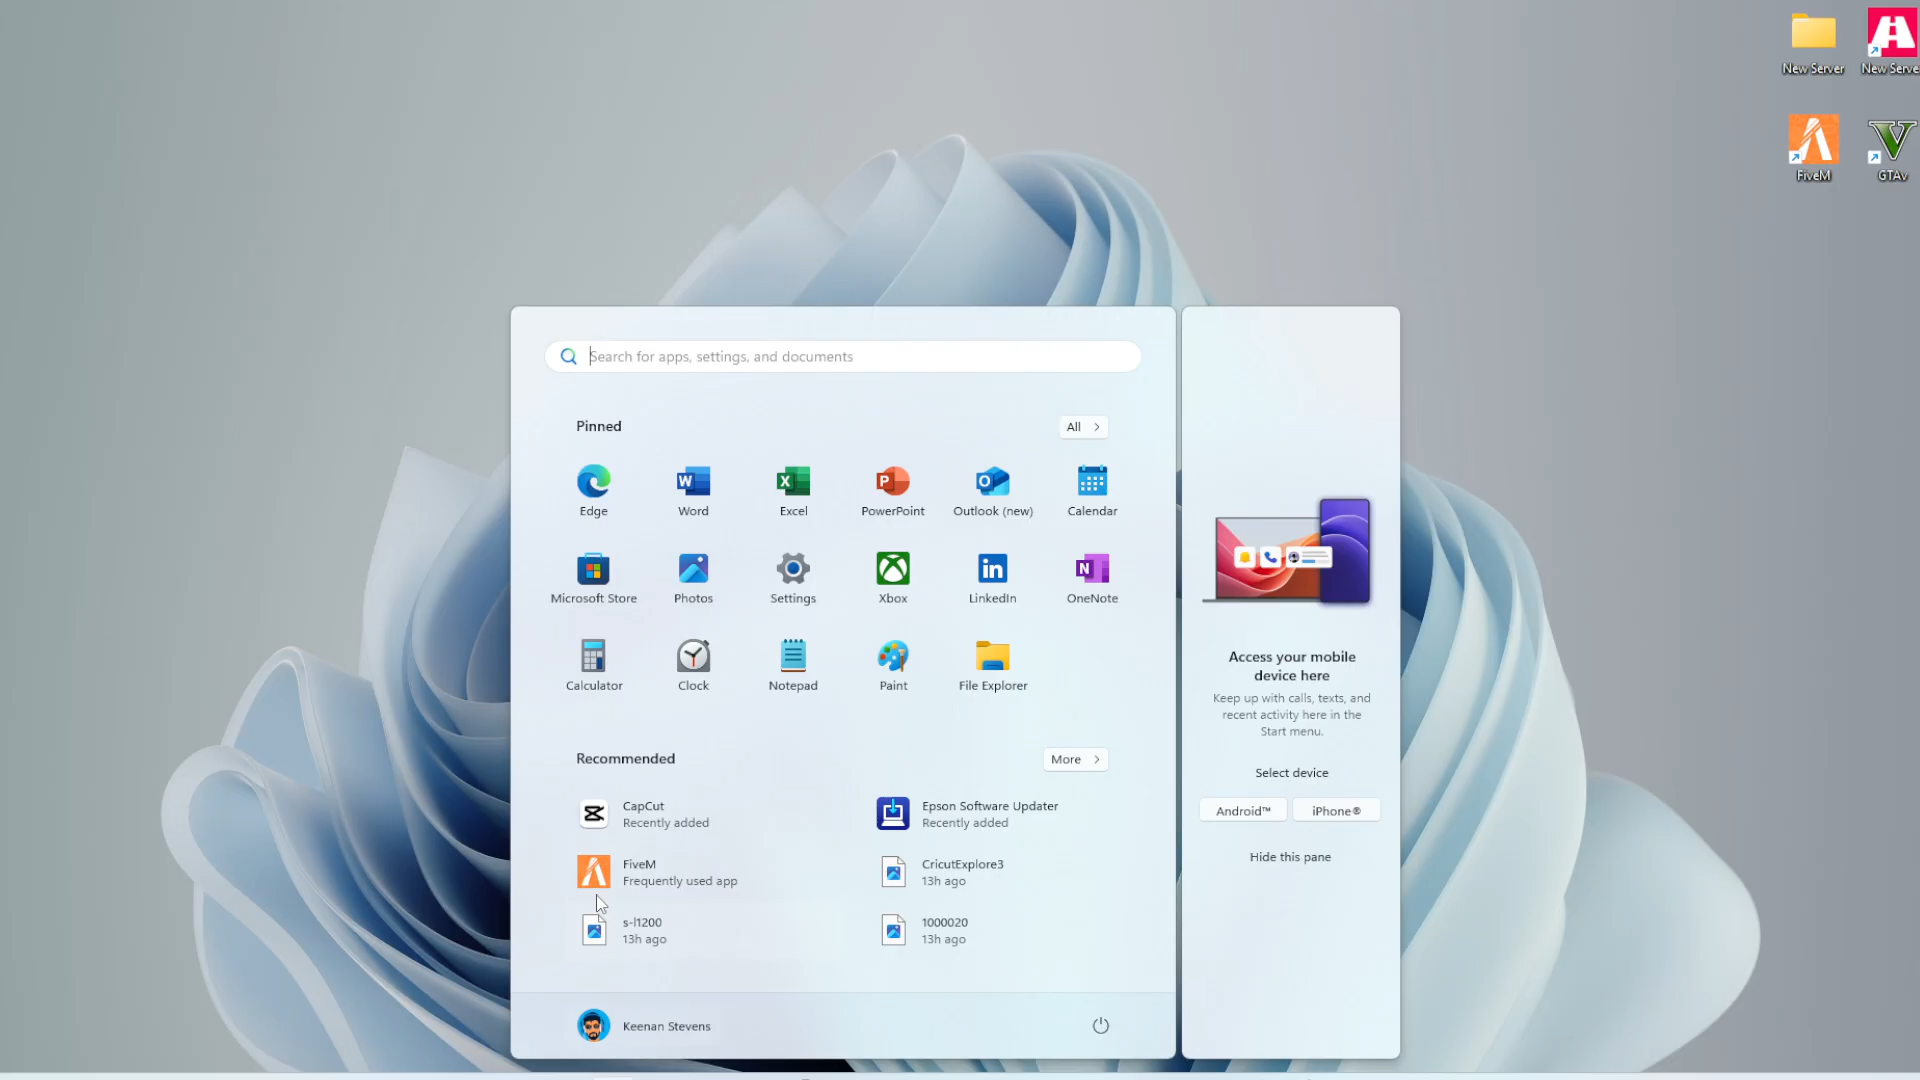 New Server
New Serve
FiveM
GTAv
Search for apps, settings, and documents
Pinned
All
Edge
Word
Excel
PowerPoint
Outlook (new)
Calendar
Microsoft Store
Photos
Settings
Xbox
LinkedIn
OneNote
Calculator
Clock
Notepad
Paint
File Explorer
Recommended
More
CapCut
Recently added
Epson Software Updater
Recently added
FiveM
Frequently used app
CricutExplore3
13h ago
s-l1200
13h ago
1000020
13h ago
Keenan Stevens
Access your mobile
device here
Keep up with calls, texts, and
recent activity here in the
Start menu.
Select device
Android™
iPhone®
Hide this pane